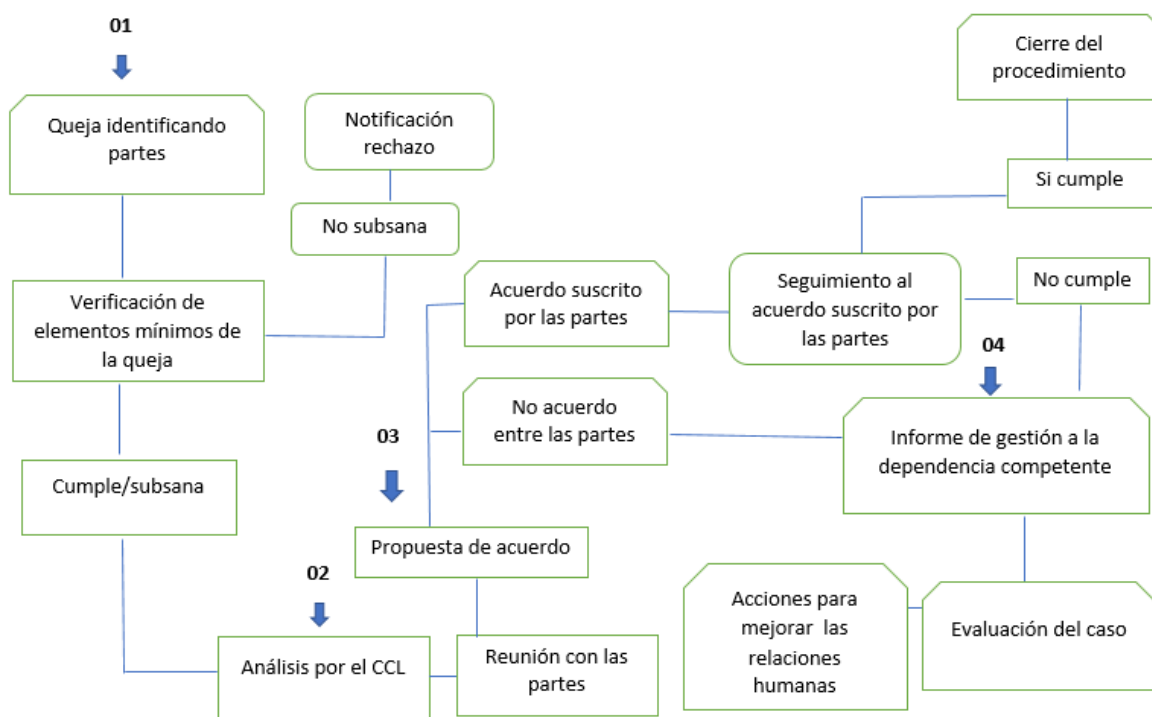 01
Queja identificando
partes
Verificación de
elementos mínimos de
la queja
Notificación
rechazo
No subsana
Cumple/subsana
02
Análisis por el CCL
Reunión con las
partes
03
Propuesta de acuerdo
Acuerdo suscrito
por las partes
No acuerdo
entre las partes
Seguimiento al
acuerdo suscrito por
las partes
Cierre del
procedimiento
Si cumple
No cumple
04
Informe de gestión a la
dependencia competente
Evaluación del caso
Acciones para
mejorar las
relaciones
humanas